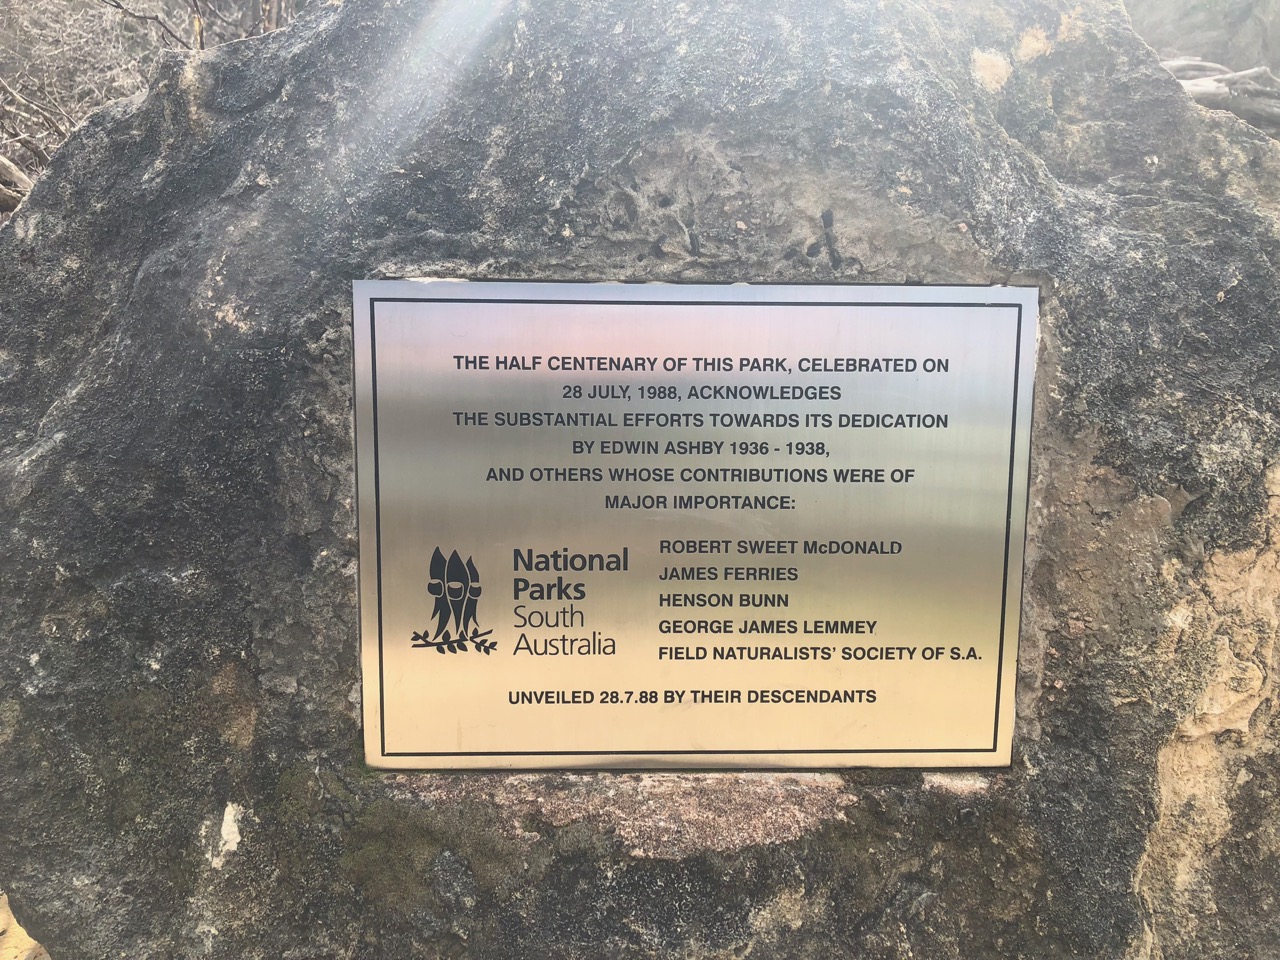 THE HALF CENTENARY OF THIS PARK, CELEBRATED ON
28 JULY, 1988, ACKNOWLEDGES
THE SUBSTANTIAL EFFORTS TOWARDS ITS DEDICATION
BY EDWIN ASHBY 1936 - 1938,
AND OTHERS WHOSE CONTRIBUTIONS WERE OF
MAJOR IMPORTANCE:
National
Parks
South
Australia
ROBERT SWEET McDONALD
JAMES FERRIES
HENSON BUNN
GEORGE JAMES LEMMEY
FIELD NATURALISTS’ SOCIETY OF S.A.
UNVEILED 28.7.88 BY THEIR DESCENDANTS